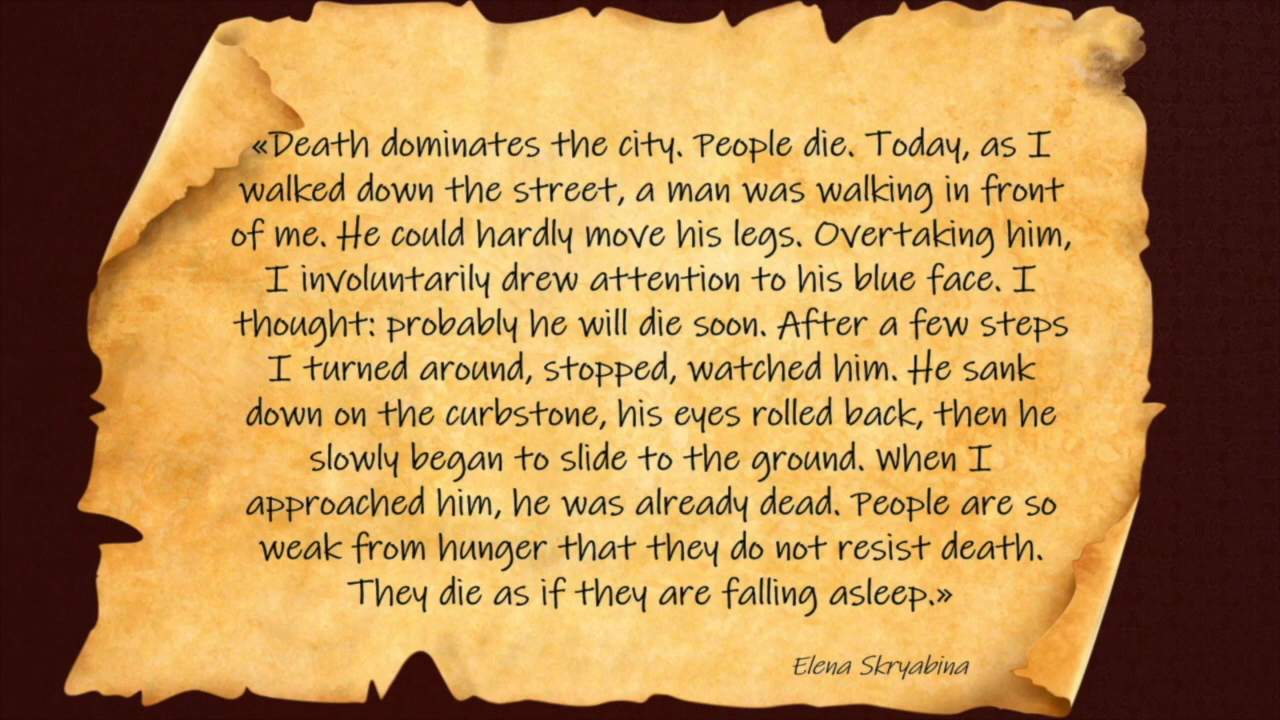 «Death dominates the city. People die. Today, as I
walked down the street, a man was walking in front
of me. He could hardly move his legs. Overtaking him,
I involuntarily drew attention to his blue face. I
thought: probably he will die soon. After a few steps
I turned around, stopped, watched him. He sank
down on the curbstone, his eyes rolled back, then he
slowly began to slide to the ground. When I
approached him, he was already dead. People are so
weak from hunger that they do not resist death.
They die as if they are falling asleep.»
Elena Skryabina